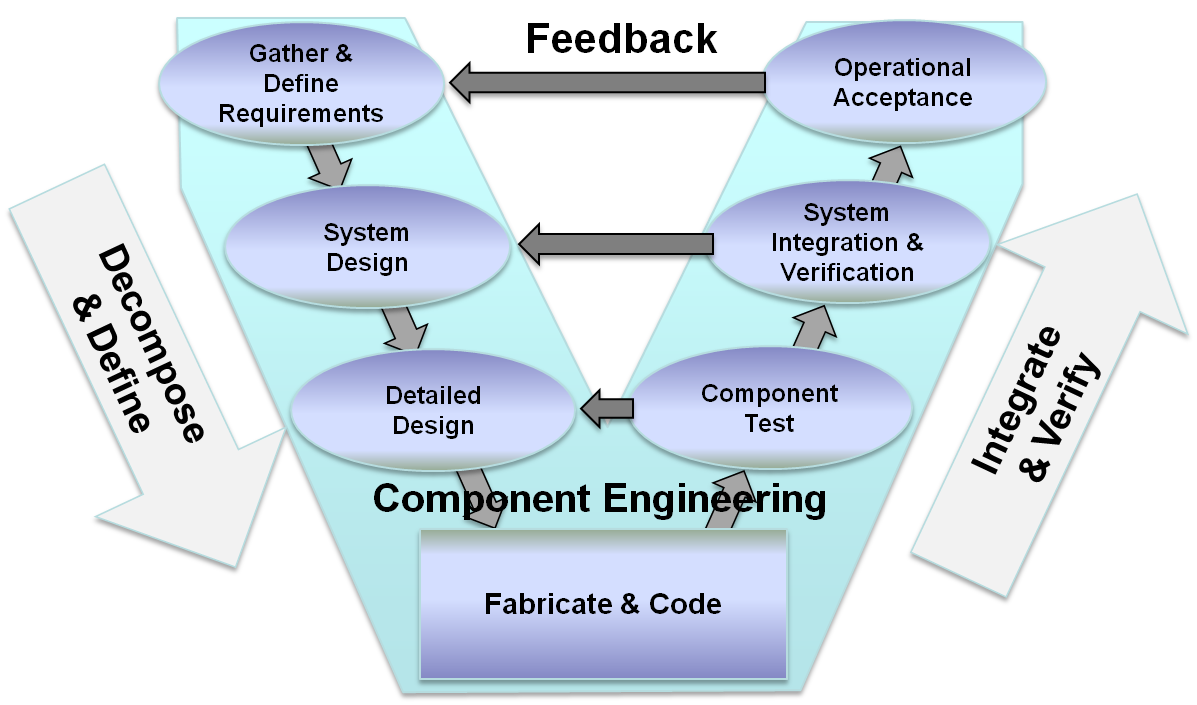 Feedback
Gather &
Define
Requirements
Operational
Acceptance
System
Design
System
Integration &
Verification
Decompose
& Define
Integrate
& Verify
Detailed
Design
Component
Test
Component Engineering
Fabricate & Code